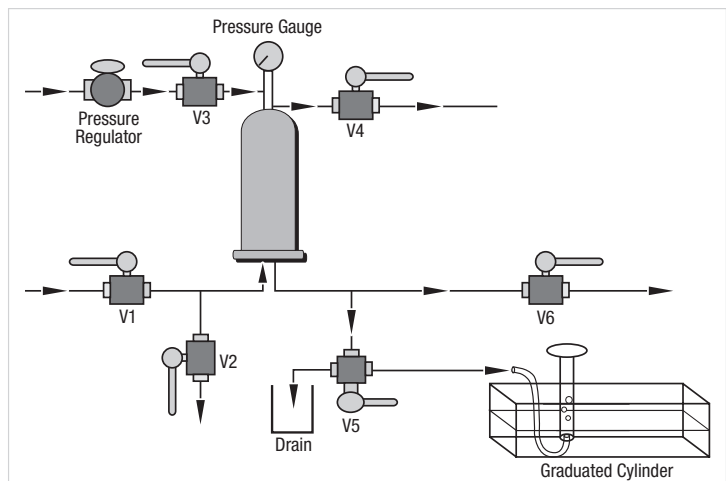 Pressure Gauge
Pressure
Regulator
V3
V4
V1
V6
V2
V5
Drain
Graduated Cylinder